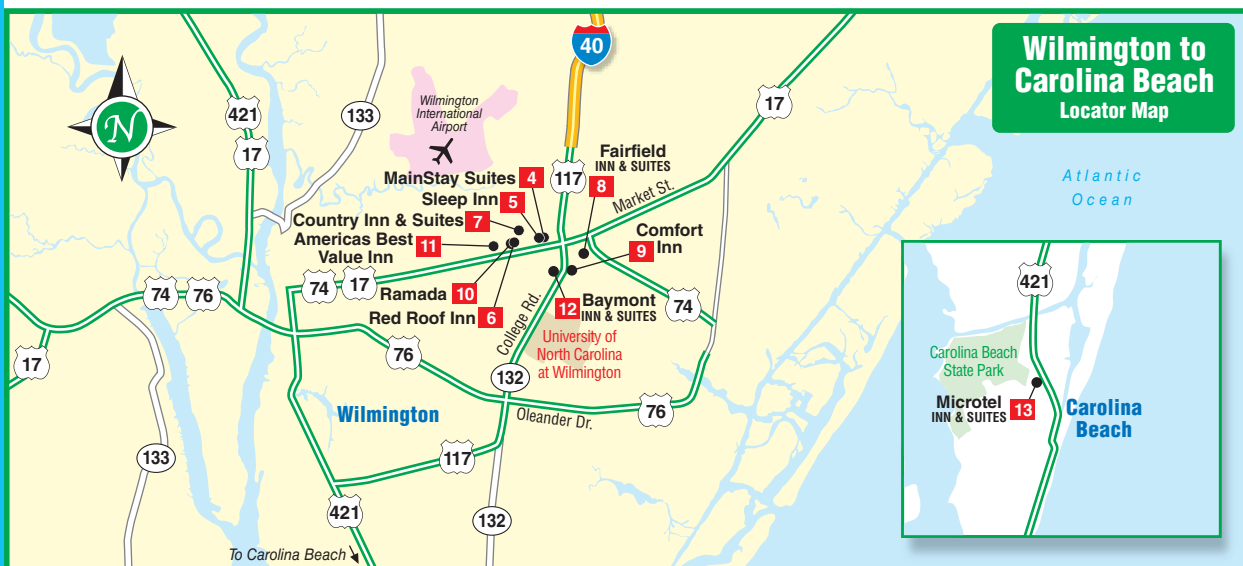 Wilmington to
Carolina Beach
Locator Map
40
421
17
133
Wilmington
International
Airport
N
17
117
Fairfield
INN & SUITES
8
MainStay Suites 4
Sleep Inn 5
Market St.
Country Inn & Suites 7
Americas Best
Value Inn
11
Comfort
Inn
9
Atlantic
Ocean
74
17
74
76
Ramada 10
Red Roof Inn 6
College Rd.
12
Baymont
INN & SUITES
74
University of
North Carolina
at Wilmington
17
76
132
Wilmington
Oleander Dr.
76
133
117
421
132
To Carolina Beach
421
Carolina Beach
State Park
Microtel
INN & SUITES
13
Carolina
Beach